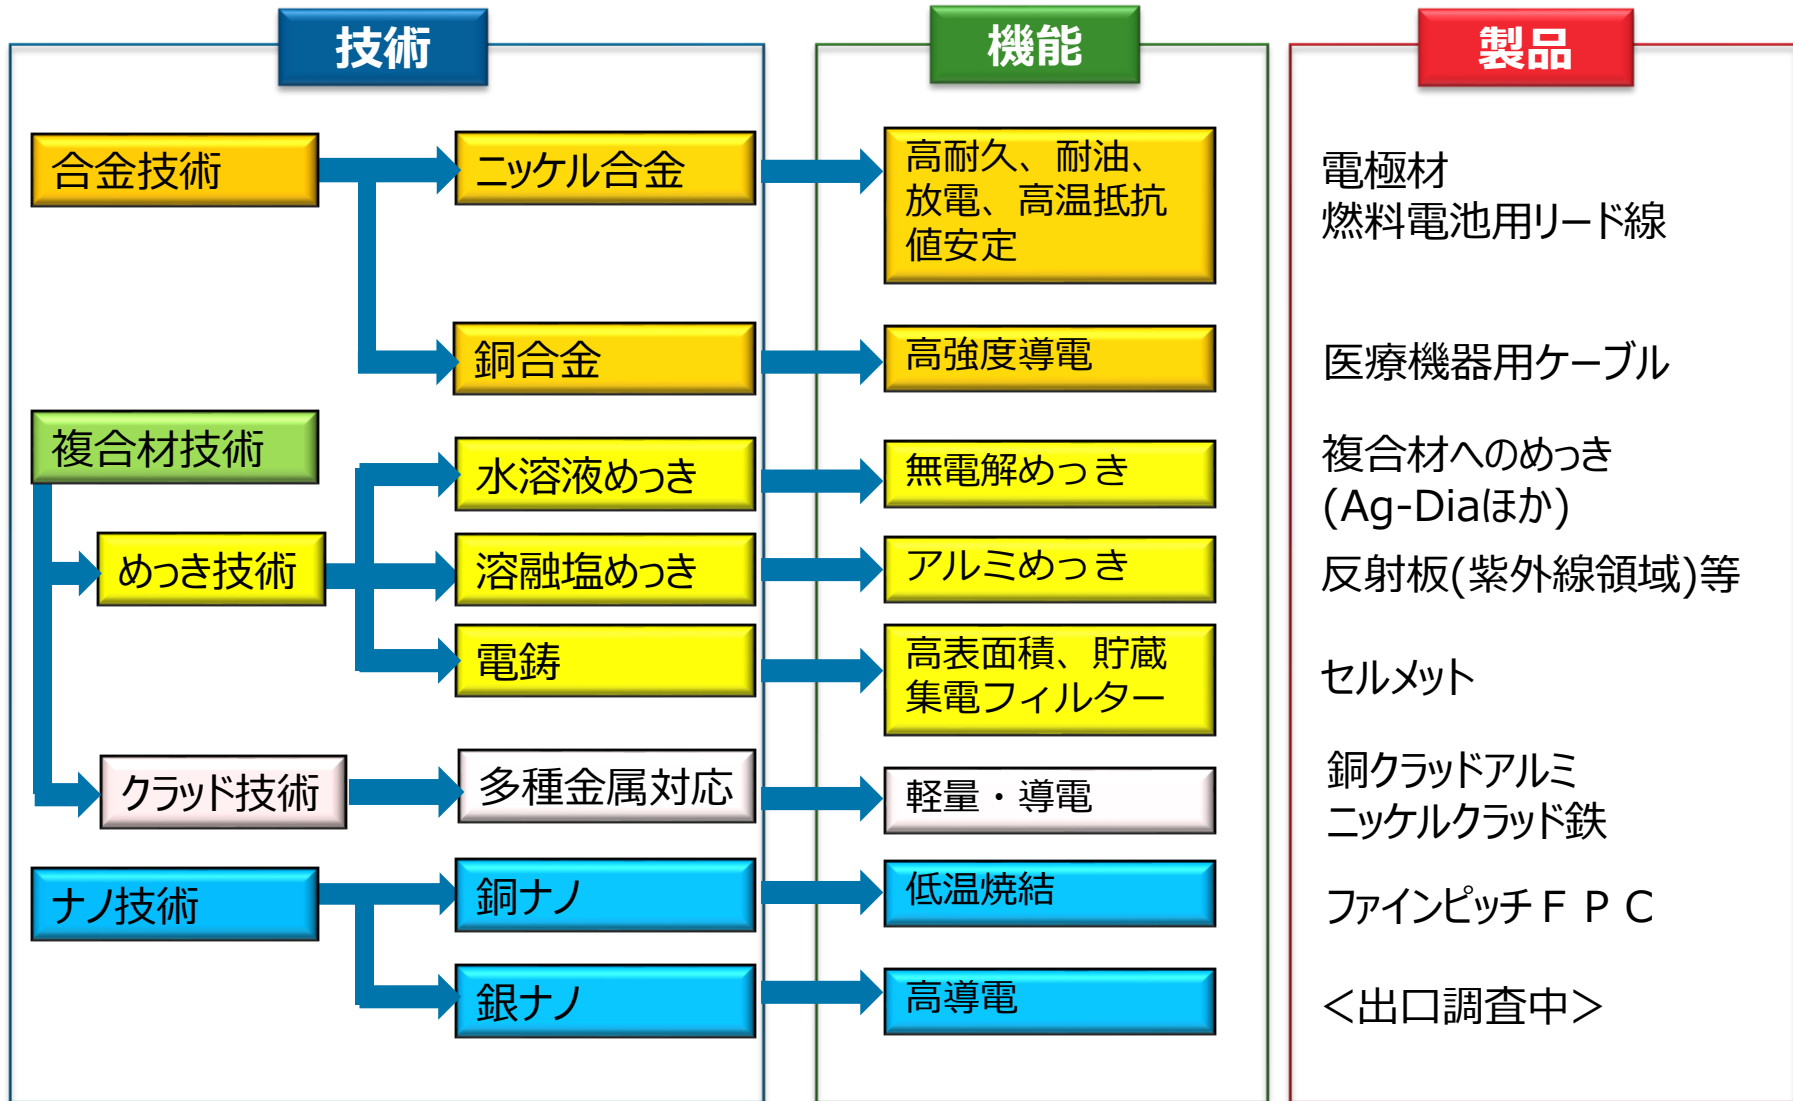 技術
機能
製品
合金技術
ニッケル合金
高耐久、耐油、
放電、高温抵抗
値安定
電極材
燃料電池用リード線
銅合金
高強度導電
医療機器用ケーブル
複合材技術
水溶液めっき
無電解めっき
複合材へのめっき
(Ag-Diaほか)
めっき技術
溶融塩めっき
アルミめっき
反射板(紫外線領域)等
電鋳
高表面積、貯蔵
集電フィルター
セルメット
クラッド技術
多種金属対応
軽量・導電
銅クラッドアルミ
ニッケルクラッド鉄
ナノ技術
銅ナノ
低温焼結
ファインピッチＦＰＣ
銀ナノ
高導電
＜出口調査中＞